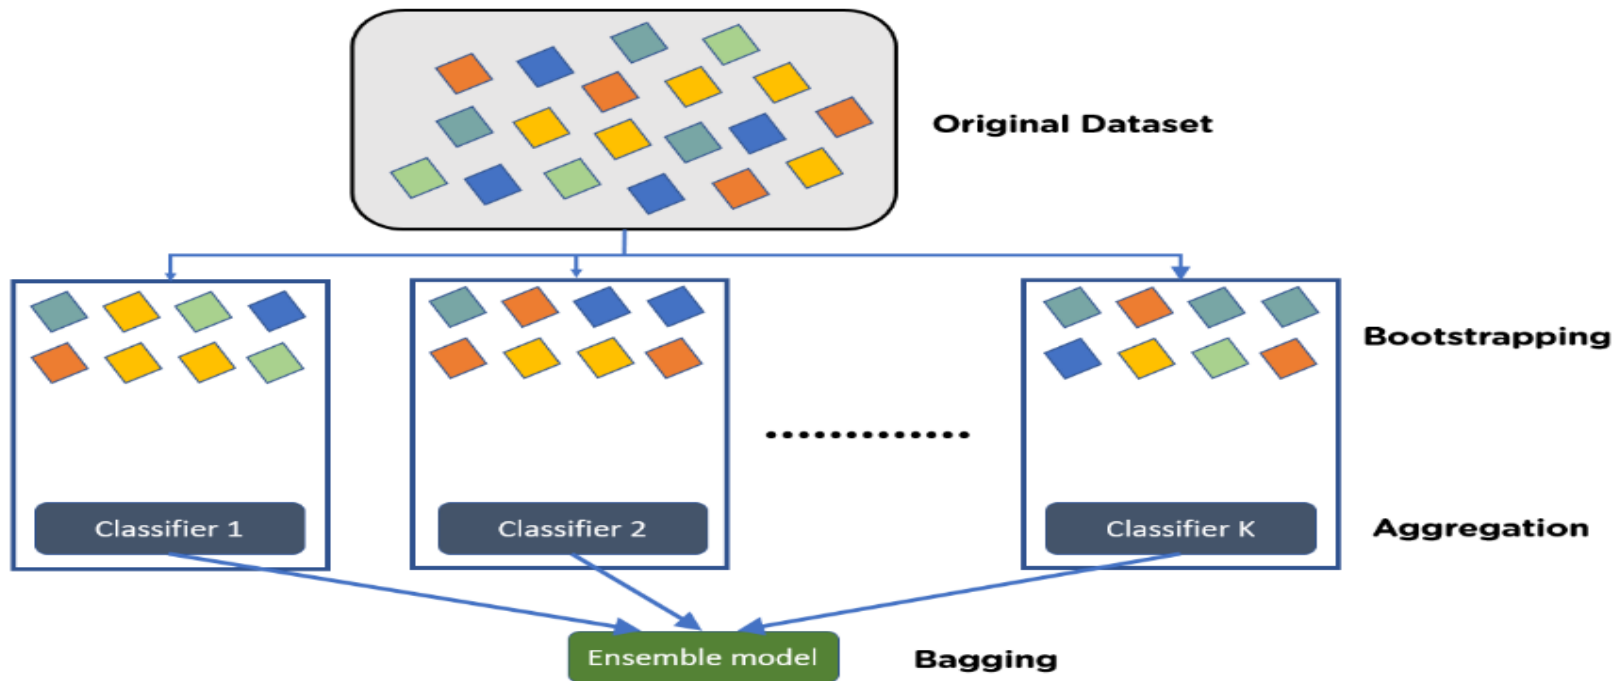 Original Dataset
Bootstrapping
Classifier 1
Classifier 2
Classifier K
Aggregation
Ensemble model
Bagging